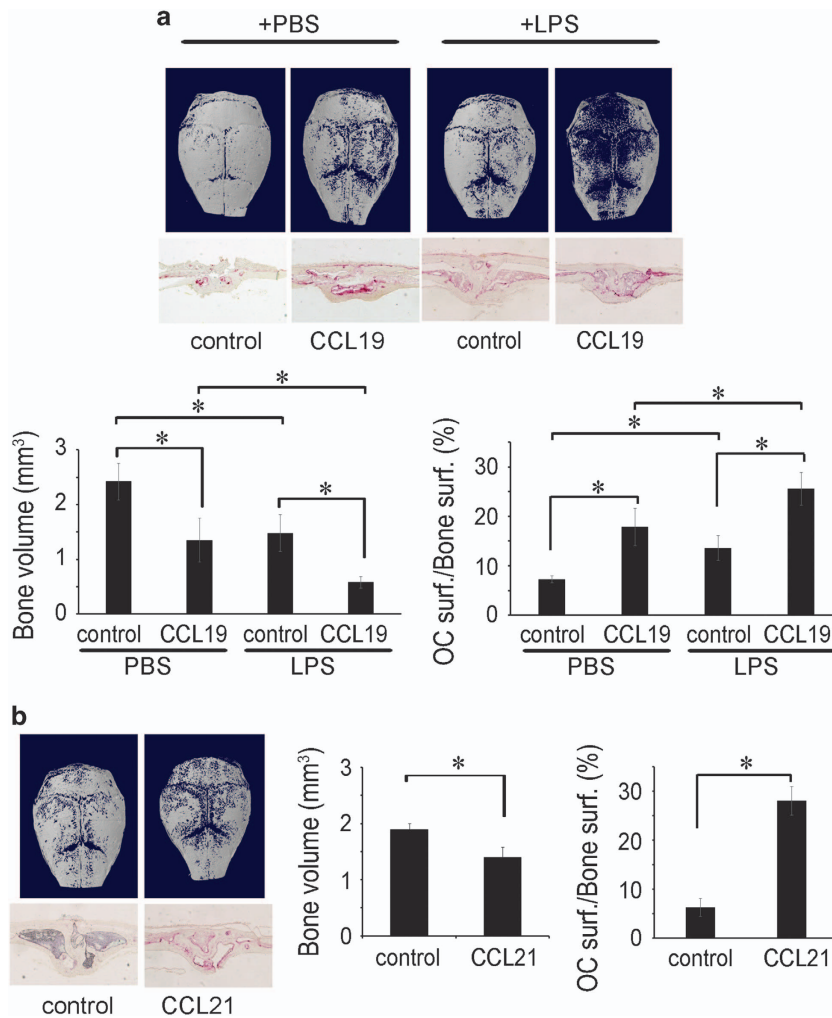 a
+PBS +LPS
control CCL19 control CCL19
Bone volume (mm³)
3
2
1
0
* * * *
control CCL19 control CCL19
PBS LPS
OC surf./Bone surf. (%)
30
20
10
0
* * * *
control CCL19 control CCL19
PBS LPS
b
control CCL21
Bone volume (mm³)
3
2
1
0
*
control CCL21
OC surf./Bone surf. (%)
30
20
10
0
*
control CCL21